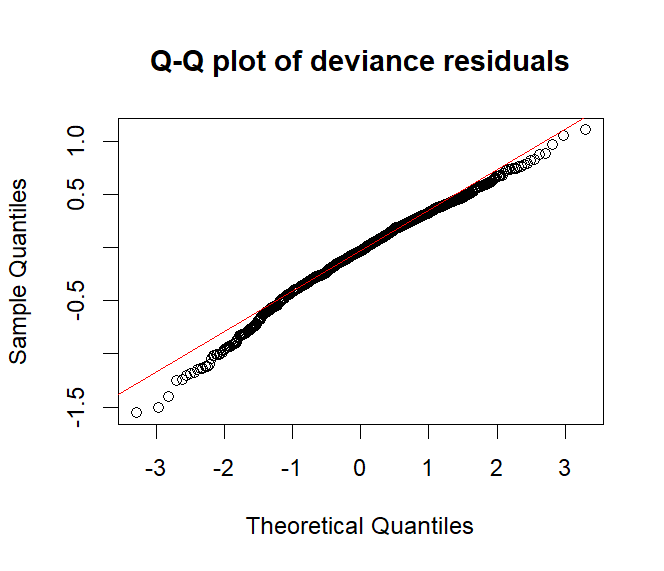 Q-Q plot of deviance residuals
Sample Quantiles
1.0
0.5
-0.5
-1.5
-3 -2 -1 0 1 2 3
Theoretical Quantiles